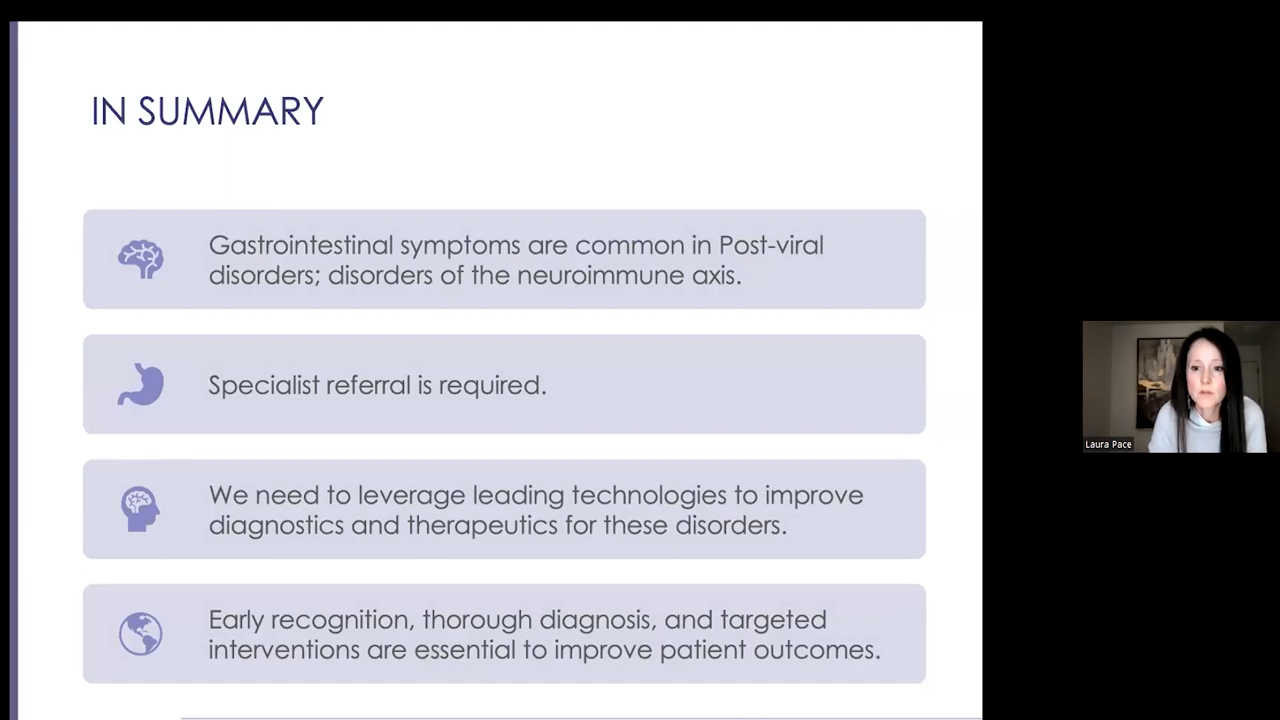 IN SUMMARY
Gastrointestinal symptoms are common in Post-viral
disorders; disorders of the neuroimmune axis.
Specialist referral is required.
We need to leverage leading technologies to improve
diagnostics and therapeutics for these disorders.
Early recognition, thorough diagnosis, and targeted
interventions are essential to improve patient outcomes.
Laura Pace